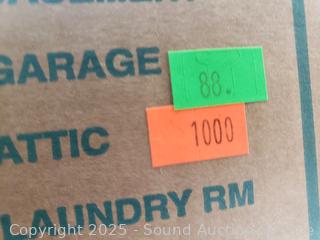 GARAGE
88.
1000
ATTIC
LAUNDRY RM
Copyright 2025 - Sound Auction